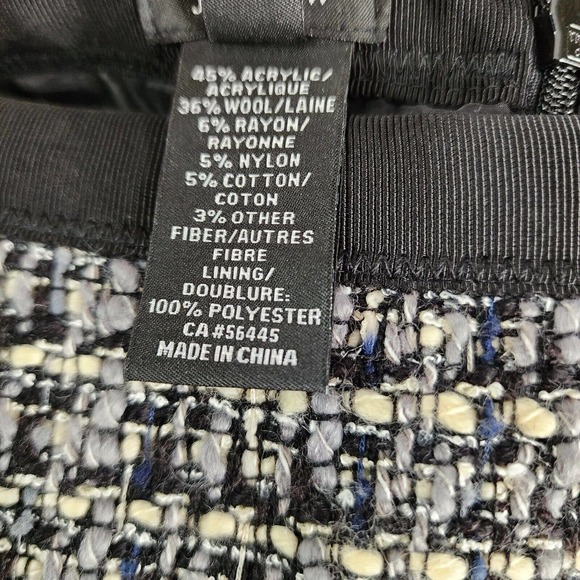 45% ACRYLIC/
ACRYLIQUE
36% WOOL/LAINE
6% RAYON/
RAYONNE
5% NYLON
5% COTTON/
COTON
3% OTHER
FIBER/AUTRES
FIBRE
LINING/
DOUBLURE:
100% POLYESTER
CA#56445
MADE IN CHINA